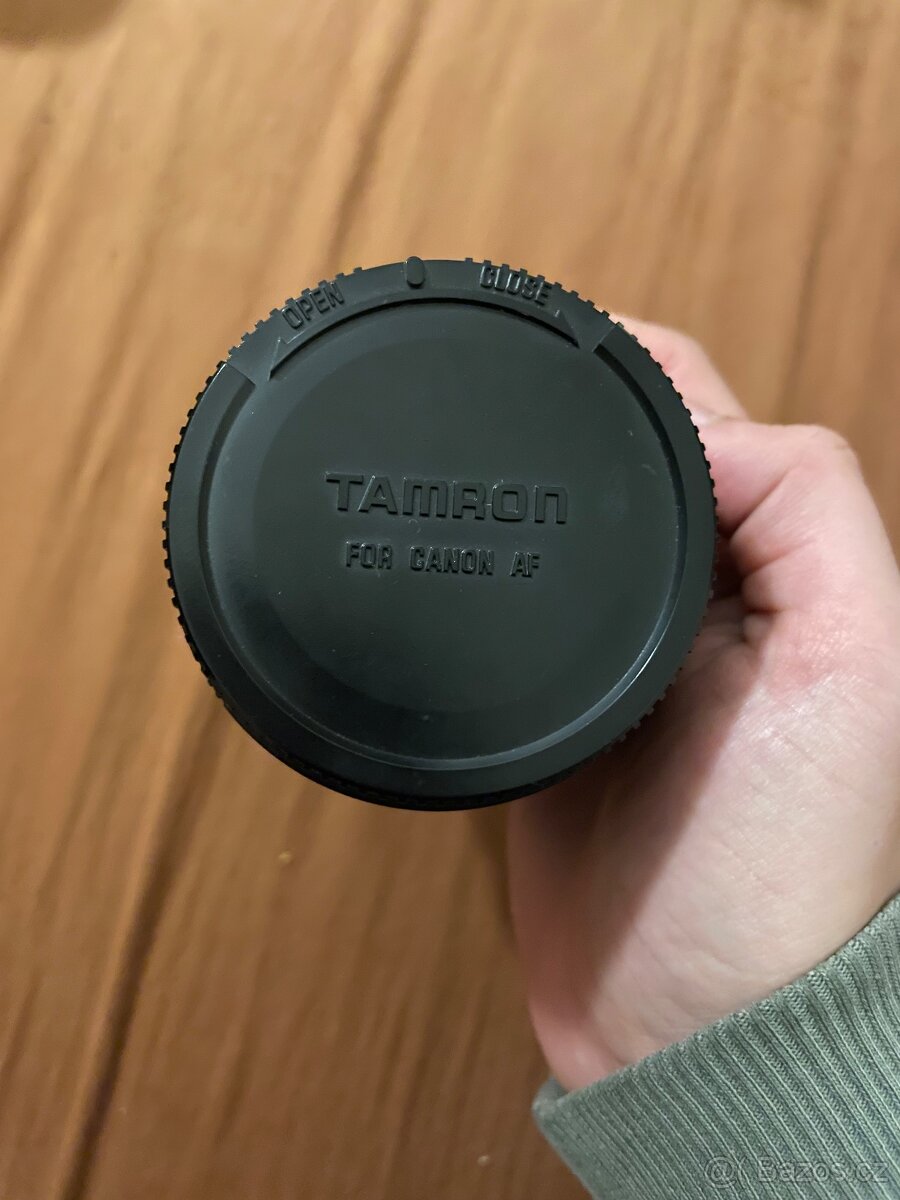 OPEN CLOSE
TAMRON
FOR CANON AF
@( Bazos.cz